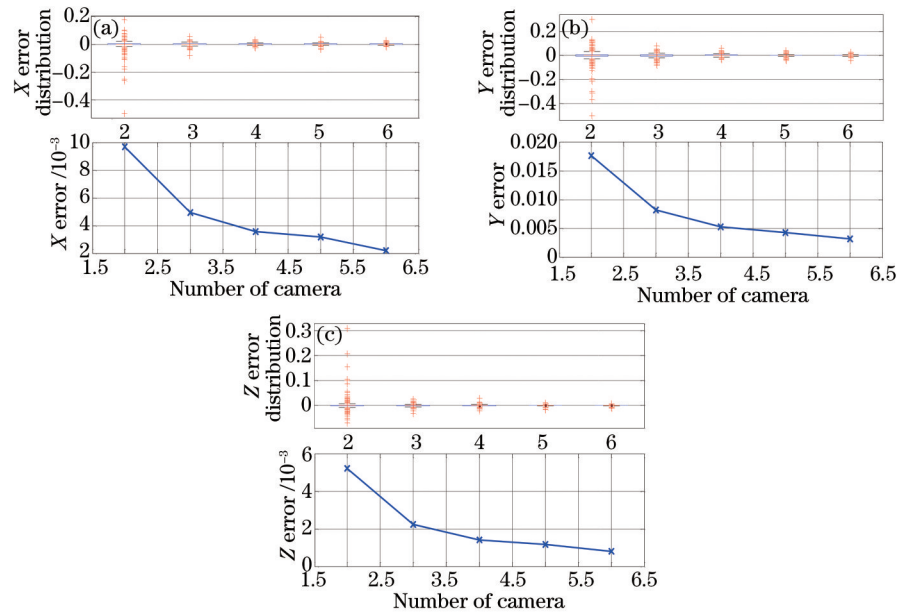 (a)
X error
distribution
0.2
0
−0.2
−0.4
2 3 4 5 6
X error /10⁻³
10
8
6
4
2
1.5 2.5 3.5 4.5 5.5 6.5
Number of camera
(b)
Y error
distribution
0.2
0
−0.2
−0.4
2 3 4 5 6
Y error
0.020
0.015
0.010
0.005
0
1.5 2.5 3.5 4.5 5.5 6.5
Number of camera
(c)
Z error
distribution
0.3
0.2
0.1
0
2 3 4 5 6
Z error /10⁻³
6
4
2
0
1.5 2.5 3.5 4.5 5.5 6.5
Number of camera